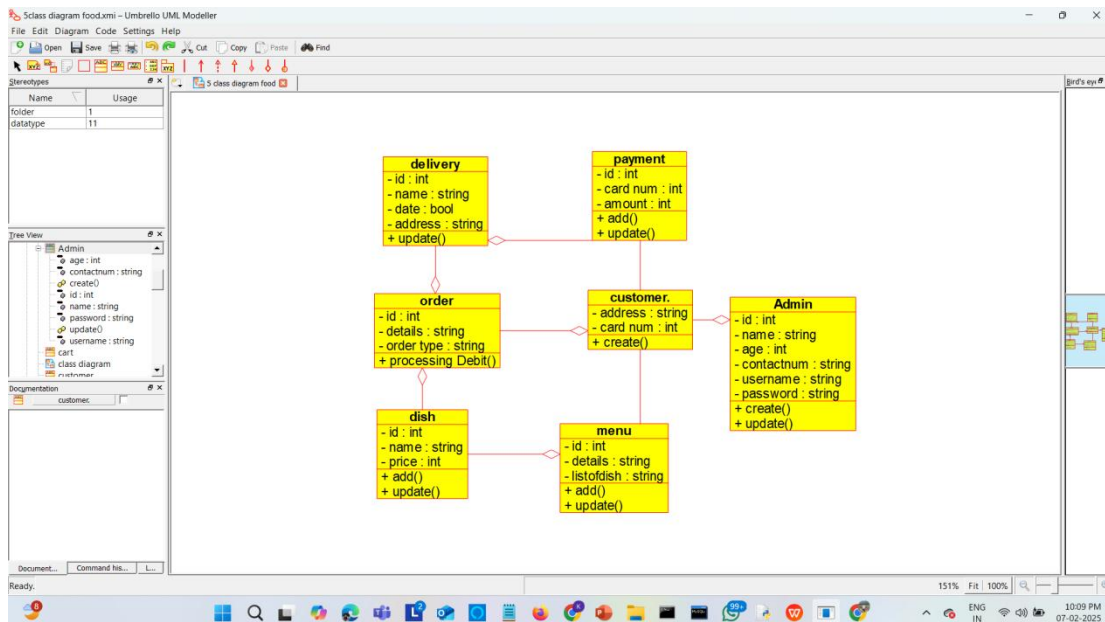 5class diagram food.xmi – Umbrello UML Modeller
File Edit Diagram Code Settings Help
Open Save Cut Copy Paste Find
Stereotypes
5 class diagram food
Bird's eye
Name Usage
folder 1
datatype 11
Tree View
Admin
age : int
contactnum : string
create()
id : int
name : string
password : string
update()
username : string
cart
class diagram
customer
Documentation
customer.
delivery
- id : int
- name : string
- date : bool
- address : string
+ update()
payment
- id : int
- card num : int
- amount : int
+ add()
+ update()
order
- id : int
- details : string
- order type : string
+ processing Debit()
customer.
- address : string
- card num : int
+ create()
Admin
- id : int
- name : string
- age : int
- contactnum : string
- username : string
- password : string
+ create()
+ update()
dish
- id : int
- name : string
- price : int
+ add()
+ update()
menu
- id : int
- details : string
- listofdish : string
+ add()
+ update()
Document... Command his... L...
Ready.
151% Fit 100%
99+
ENG
IN
10:09 PM
07-02-2025